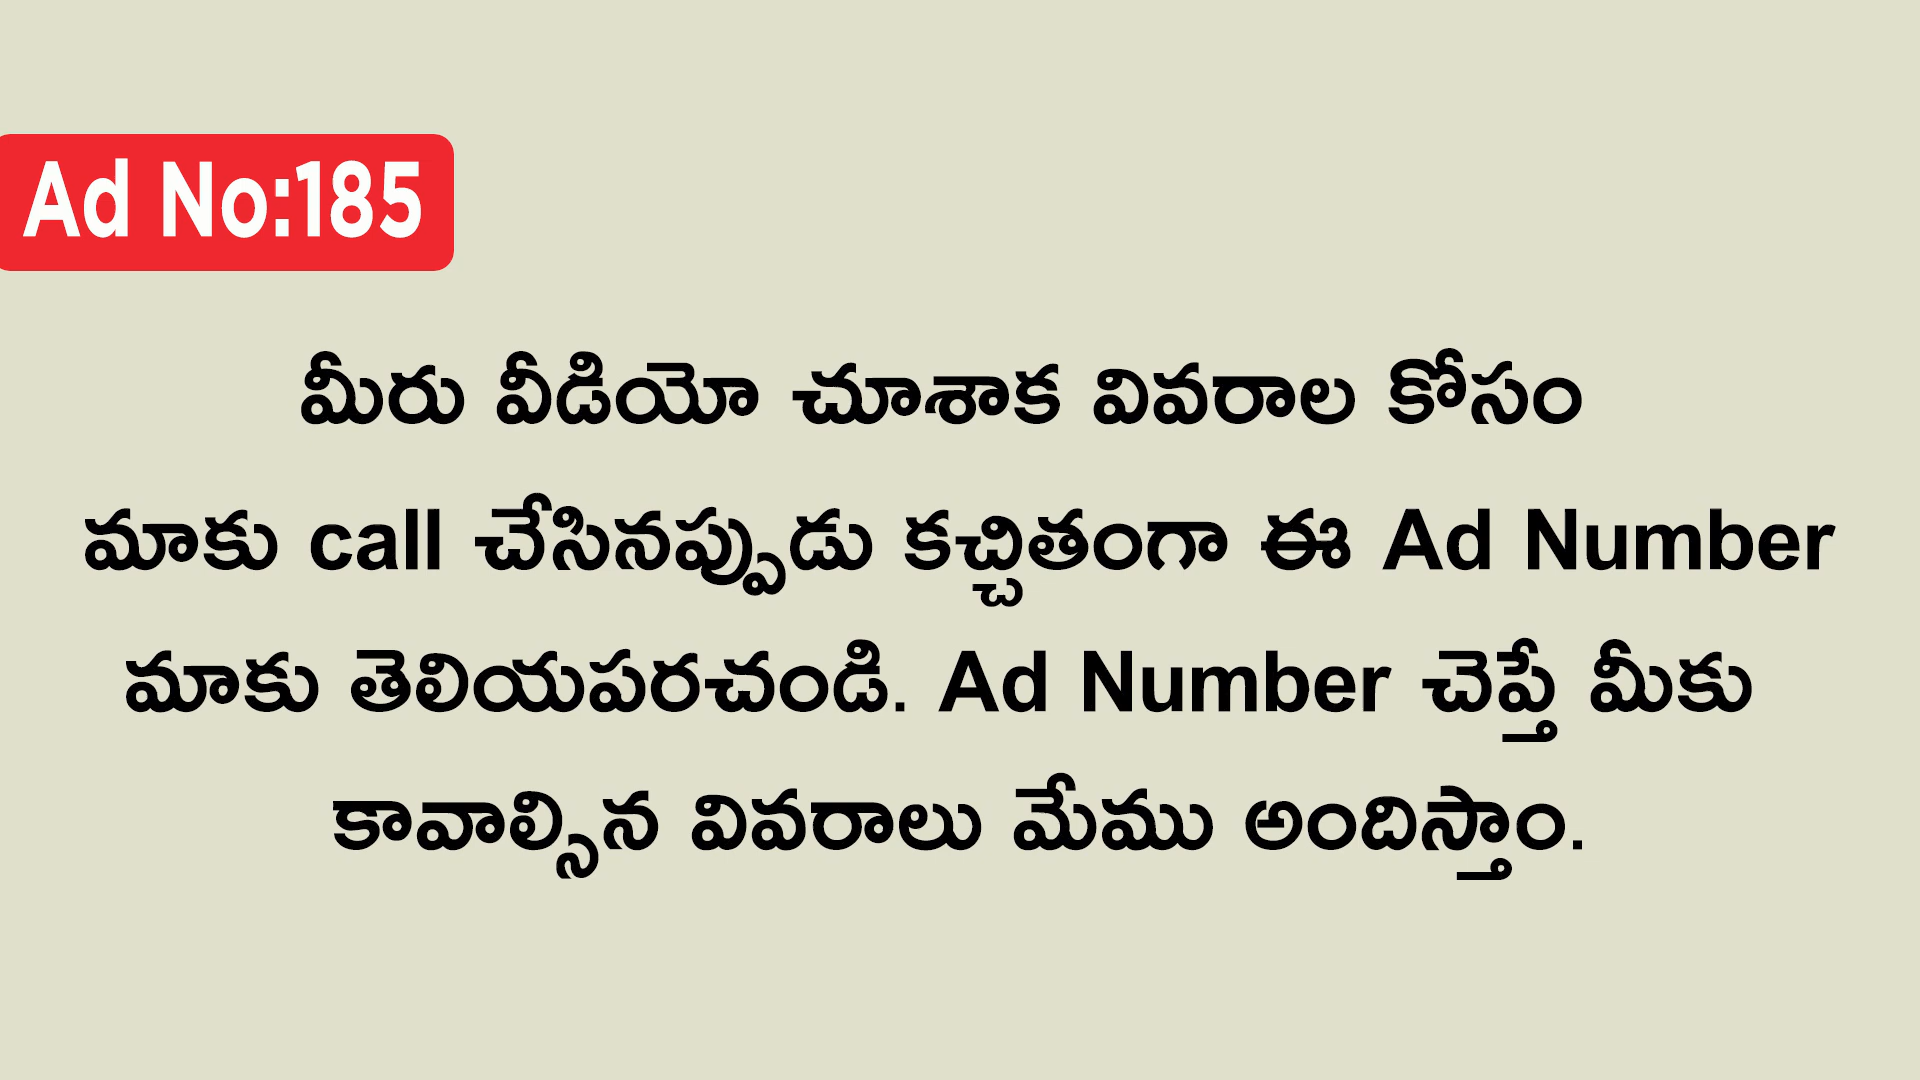 Ad No:185
మీరు వీడియో చూశాక వివరాల కోసం
మాకు call చేసినప్పుడు కచ్చితంగా ఈ Ad Number
మాకు తెలియపరచండి. Ad Number చెప్తే మీకు
కావాల్సిన వివరాలు మేము అందిస్తాం.